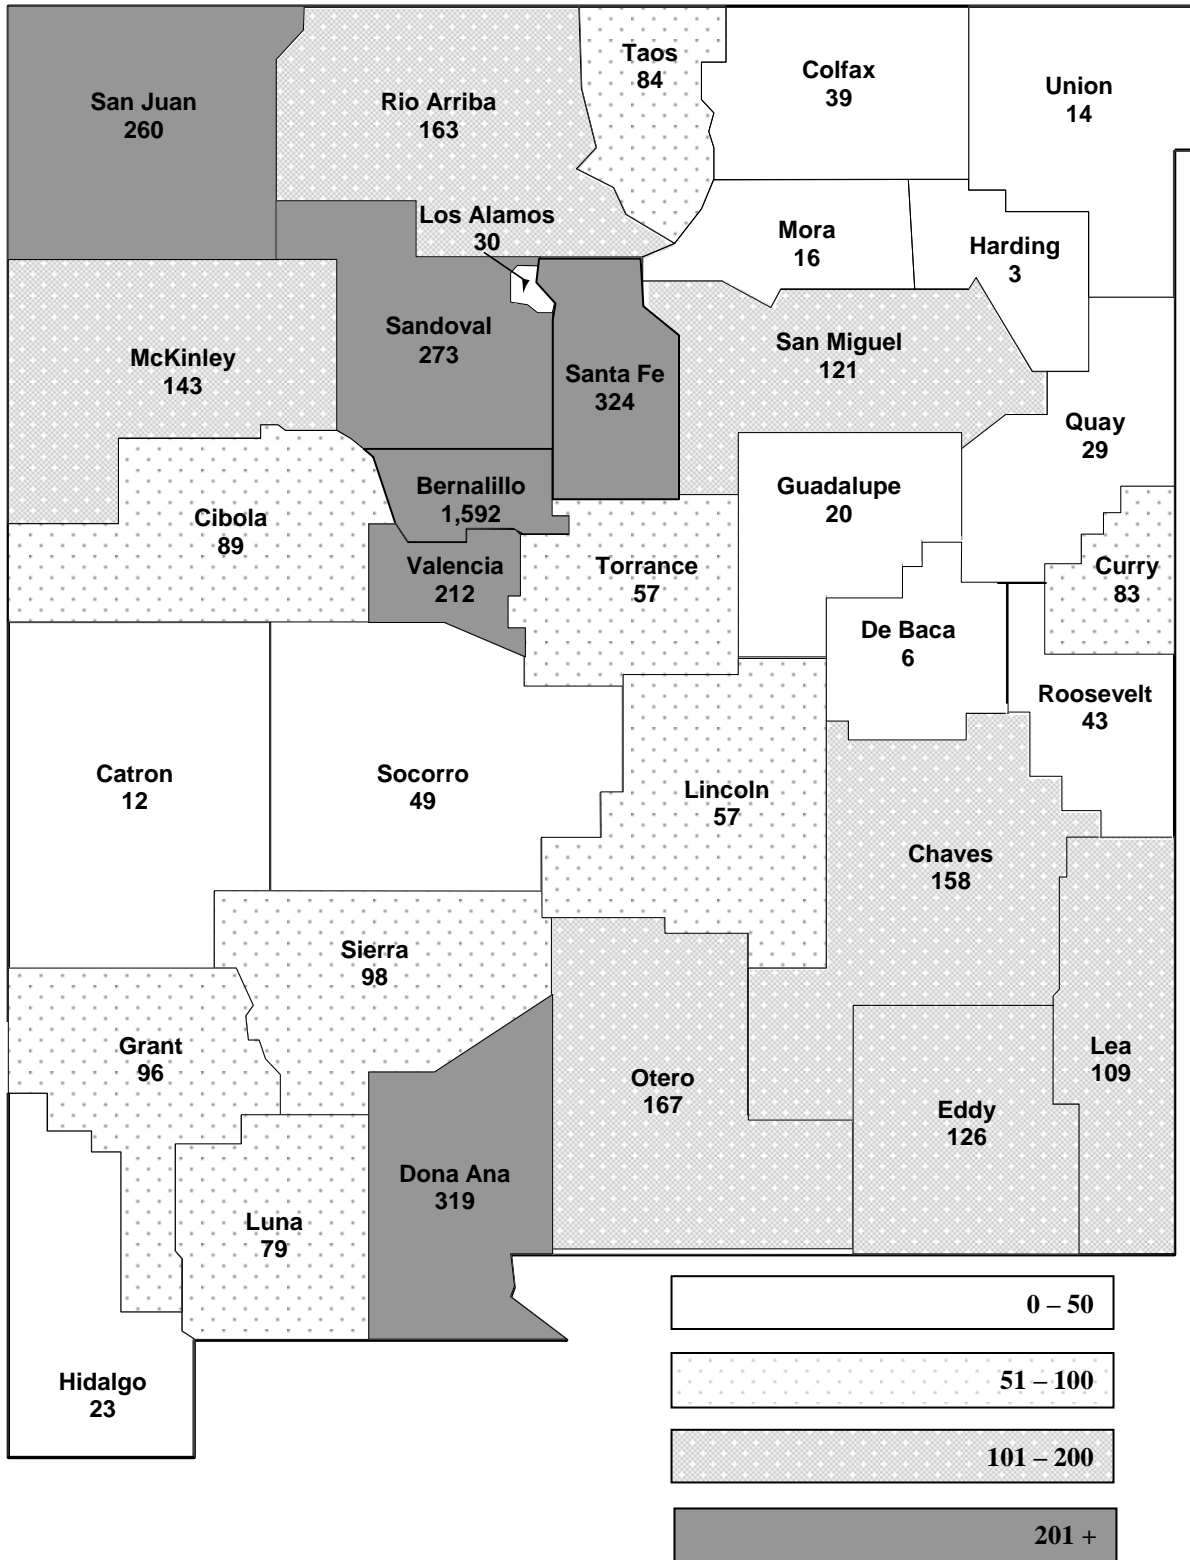 Taos
84
Colfax
39
Union
14
San Juan
260
Rio Arriba
163
Los Alamos
30
Mora
16
Harding
3
Sandoval
273
San Miguel
121
McKinley
143
Santa Fe
324
Quay
29
Bernalillo
1,592
Guadalupe
20
Cibola
89
Valencia
212
Torrance
57
Curry
83
De Baca
6
Roosevelt
43
Catron
12
Socorro
49
Lincoln
57
Chaves
158
Sierra
98
Grant
96
Otero
167
Lea
109
Eddy
126
Dona Ana
319
Luna
79
Hidalgo
23
0 – 50
51 – 100
101 – 200
201 +